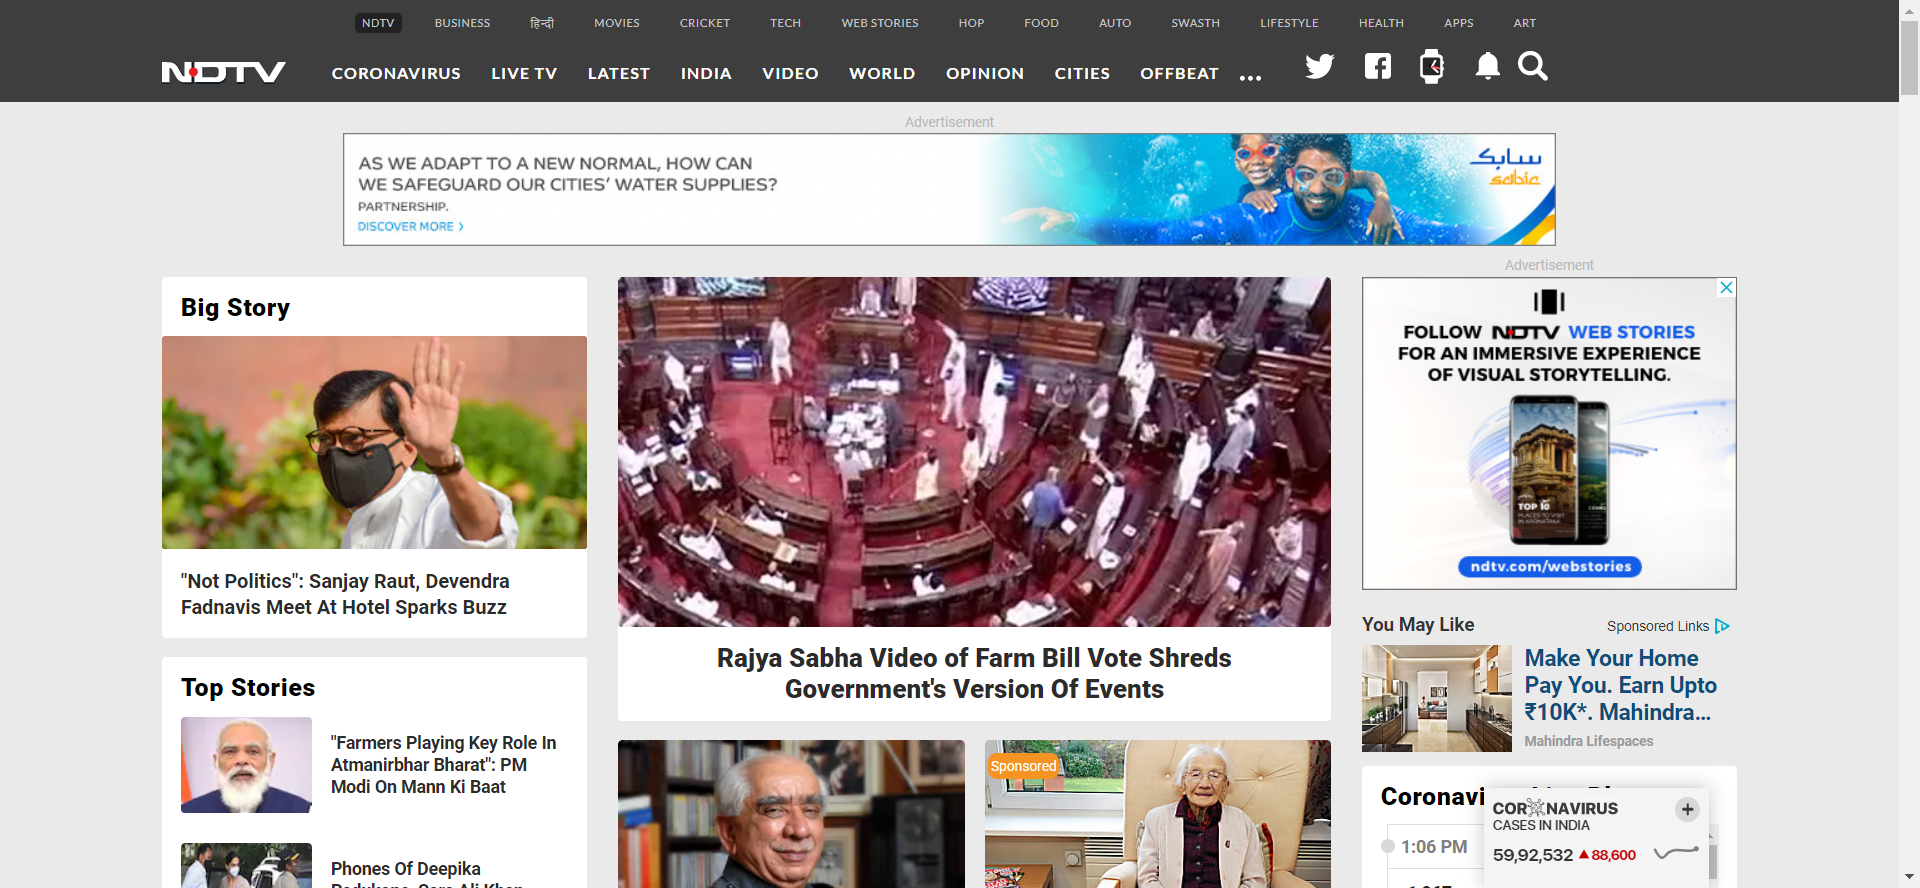 NDTV BUSINESS हिन्दी MOVIES CRICKET TECH WEB STORIES HOP FOOD AUTO SWASTH LIFESTYLE HEALTH APPS ART
NDTV CORONAVIRUS LIVE TV LATEST INDIA VIDEO WORLD OPINION CITIES OFFBEAT ...
Advertisement
AS WE ADAPT TO A NEW NORMAL, HOW CAN
WE SAFEGUARD OUR CITIES' WATER SUPPLIES?
PARTNERSHIP.
DISCOVER MORE >
سابك
sabic
Big Story
"Not Politics": Sanjay Raut, Devendra
Fadnavis Meet At Hotel Sparks Buzz
Top Stories
"Farmers Playing Key Role In
Atmanirbhar Bharat": PM
Modi On Mann Ki Baat
Phones Of Deepika
Rajya Sabha Video of Farm Bill Vote Shreds
Government's Version Of Events
Sponsored
Advertisement
FOLLOW NDTV WEB STORIES
FOR AN IMMERSIVE EXPERIENCE
OF VISUAL STORYTELLING.
TOP 10
PLACES TO VISIT
IN KARNATAKA
ndtv.com/webstories
You May Like
Sponsored Links
Make Your Home
Pay You. Earn Upto
₹10K*. Mahindra...
Mahindra Lifespaces
1:06 PM
CORONAVIRUS
CASES IN INDIA
59,92,532 ▲88,600